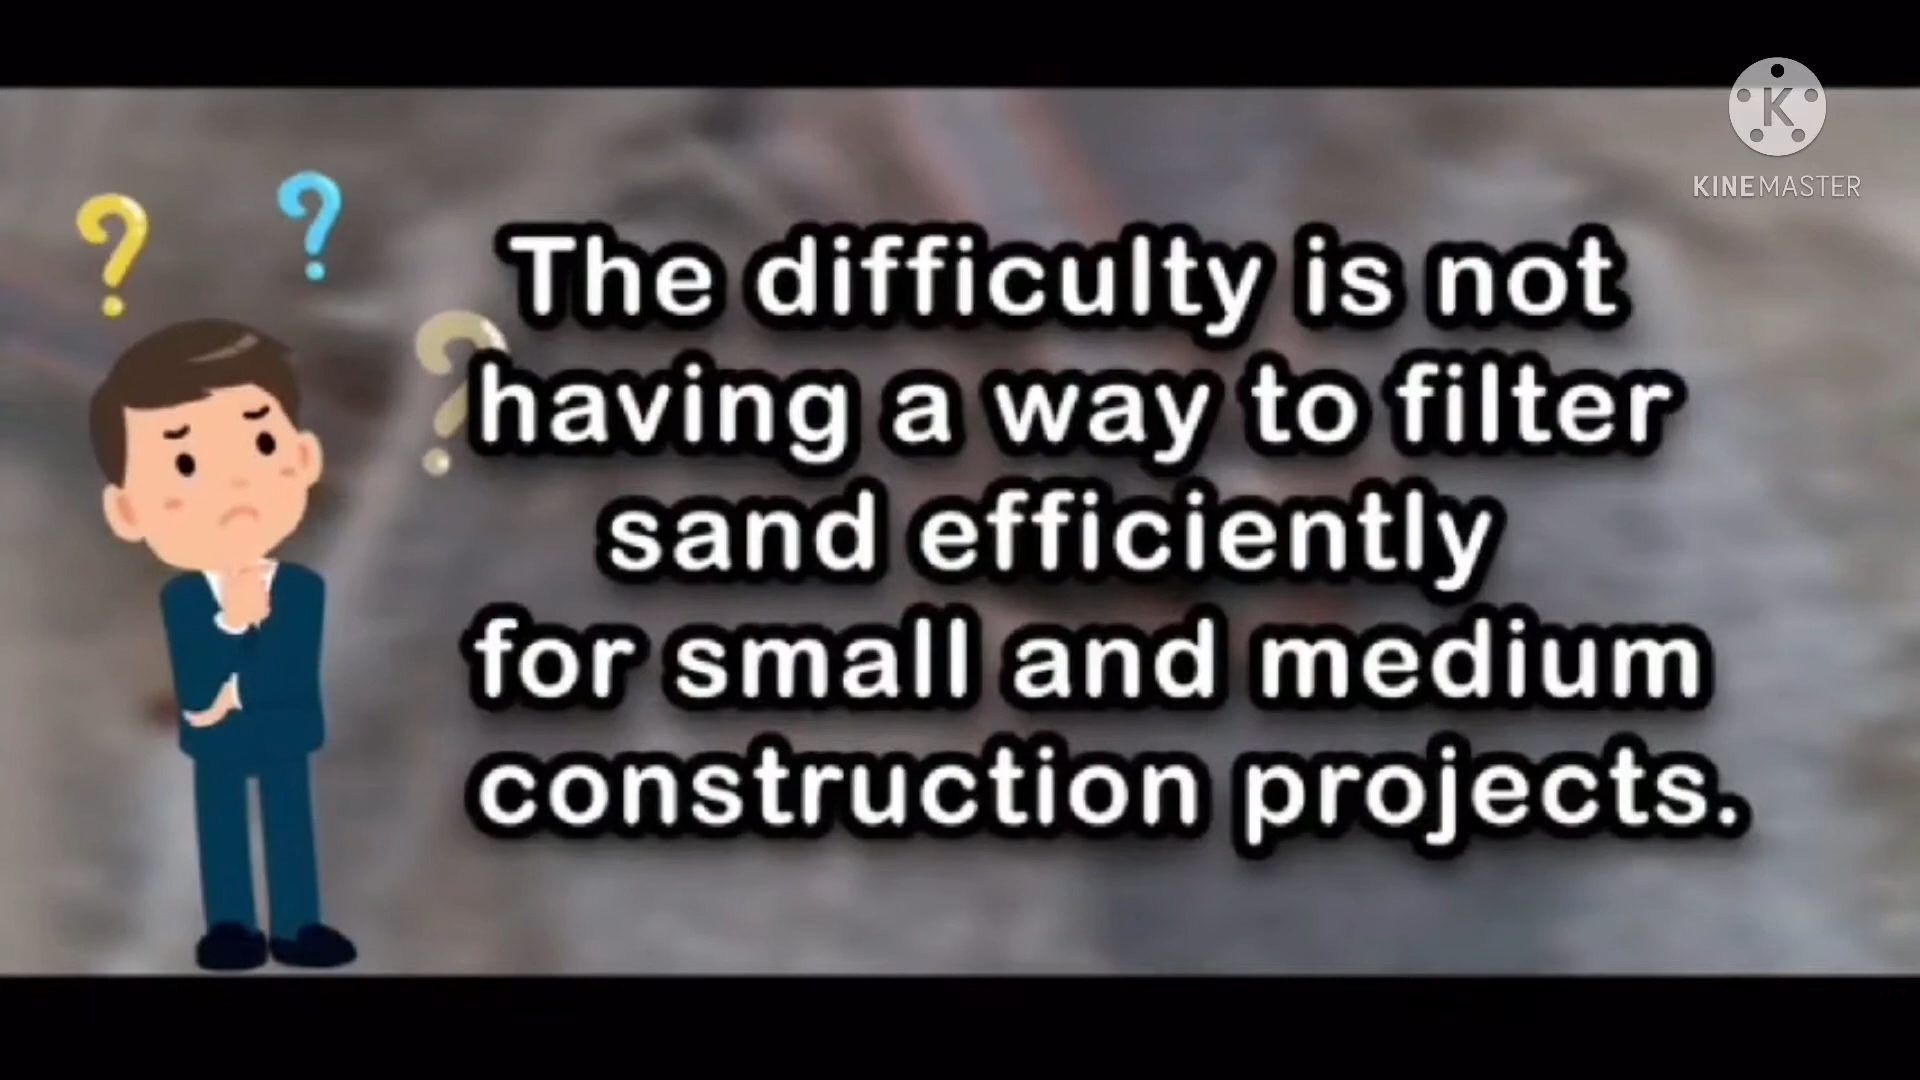 K
KINEMASTER
The difficulty is not
having a way to filter
sand efficiently
for small and medium
construction projects.